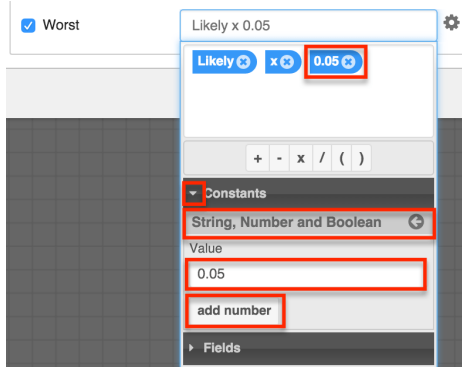 Worst
Likely x 0.05
Likely x 0.05
+ - x / ( )
Constants
String, Number and Boolean
Value
0.05
add number
Fields